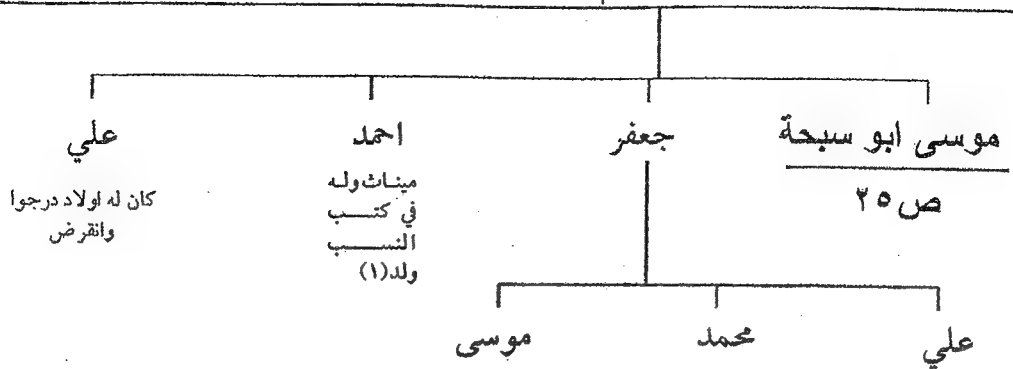 موسى ابو سبحة
ص ٢٥
جعفر
احمد
ميناث وله
في كتب
النسب
ولد (١)
علي
كان له اولاد درجوا
وانقرض
علي
محمد
موسى